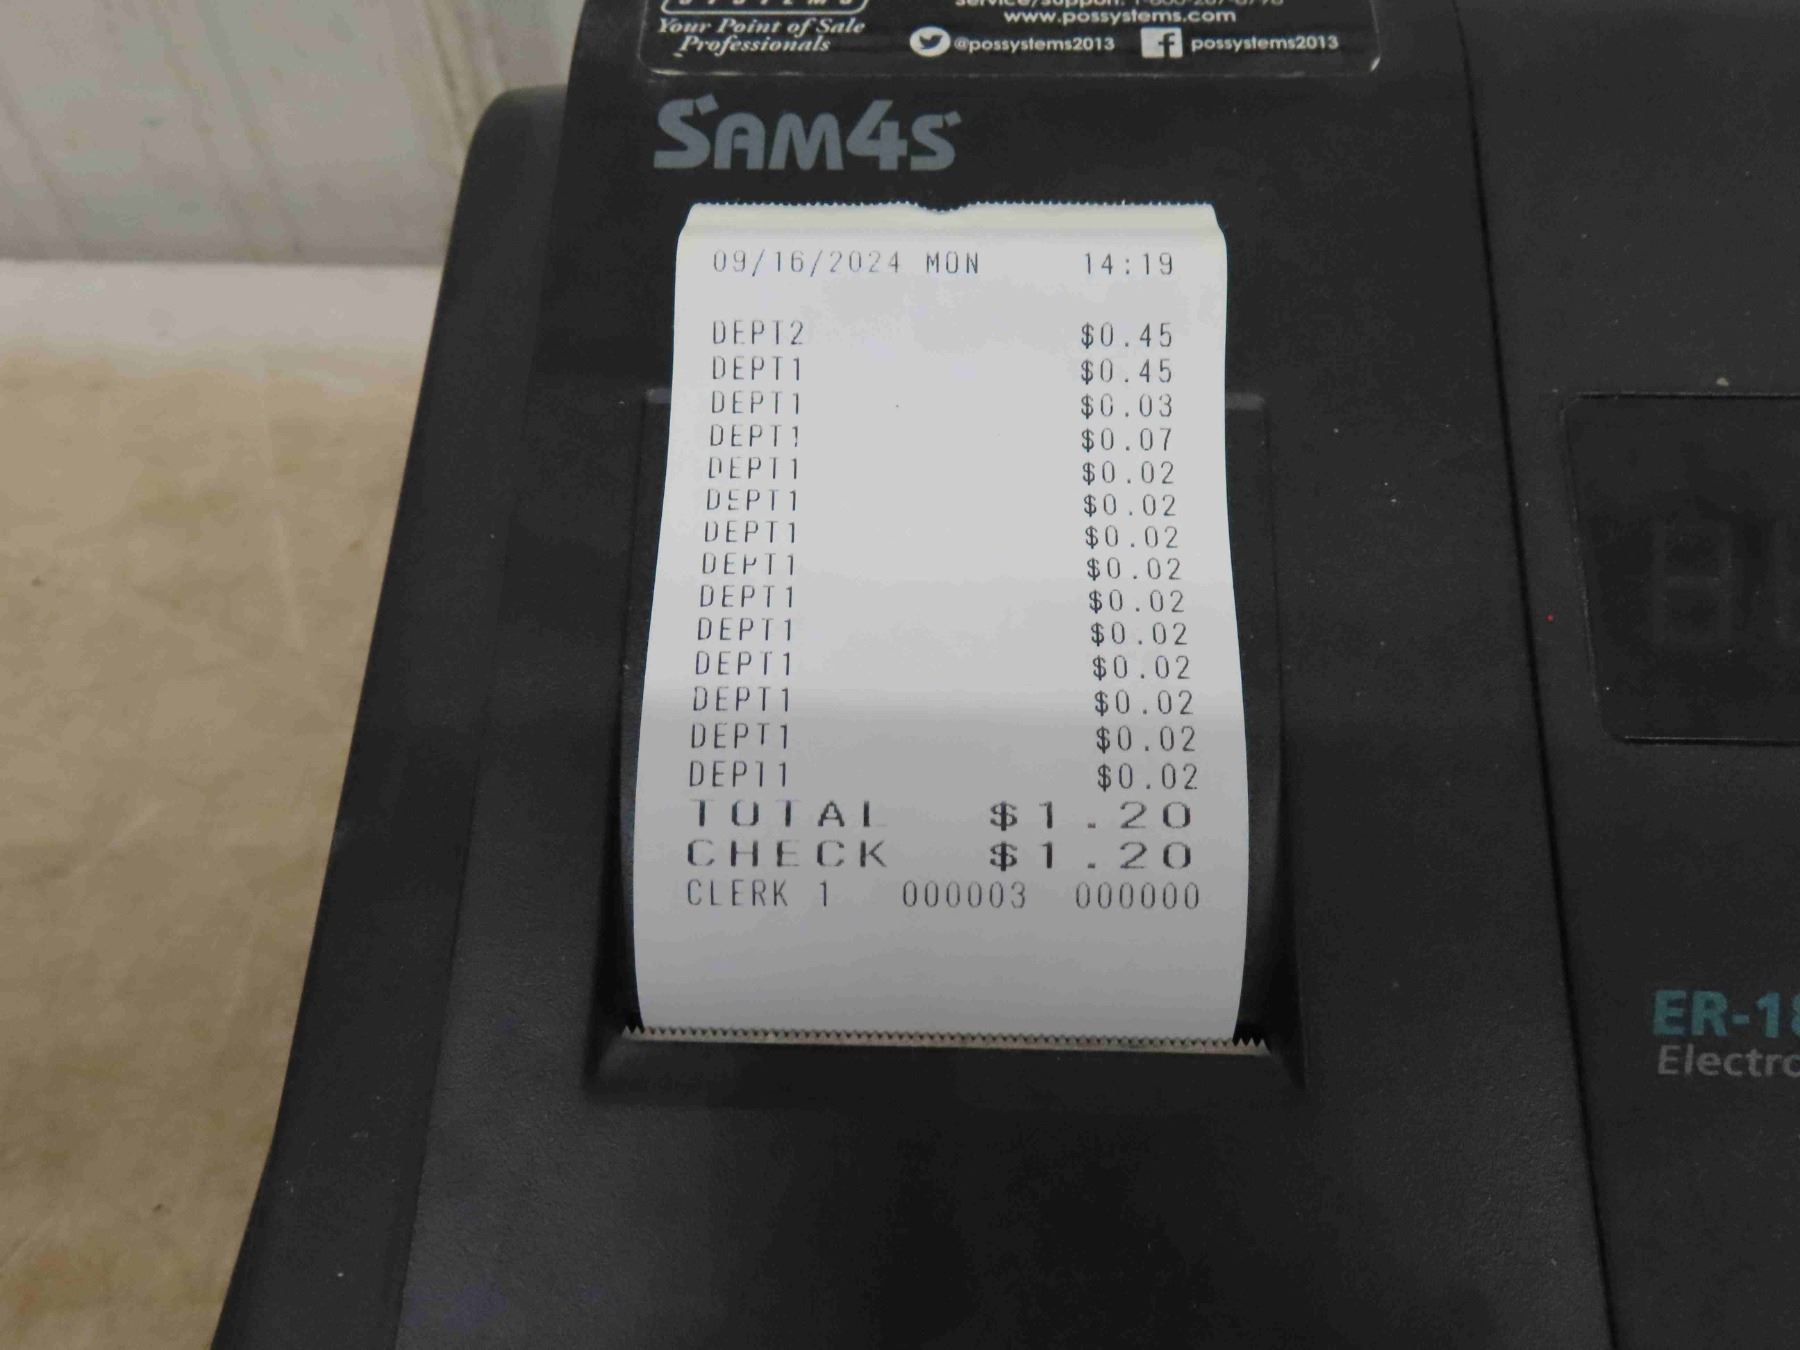 SYSTEMS
Your Point of Sale
Professionals
service/support:
www.possystems.com
@possystems2013
possystems2013
SAM4S
09/16/2024 MON 14:19
DEPT2 $0.45
DEPT1 $0.45
DEPT1 $0.03
DEPT1 $0.07
DEPT1 $0.02
DEPT1 $0.02
DEPT1 $0.02
DEPT1 $0.02
DEPT1 $0.02
DEPT1 $0.02
DEPT1 $0.02
DEPT1 $0.02
DEPT1 $0.02
DEPT1 $0.02
TOTAL $1.20
CHECK $1.20
CLERK 1 000003 000000